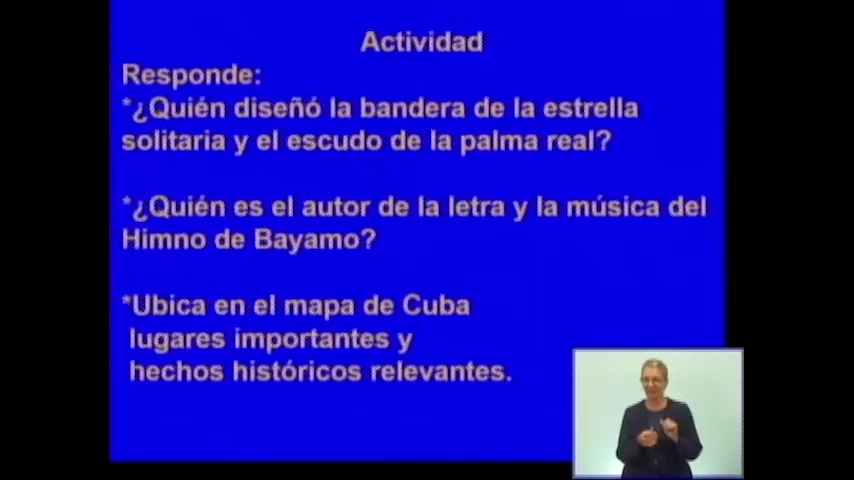 Actividad
Responde:
*¿Quién diseñó la bandera de la estrella
solitaria y el escudo de la palma real?
*¿Quién es el autor de la letra y la música del
Himno de Bayamo?
*Ubica en el mapa de Cuba
lugares importantes y
hechos históricos relevantes.